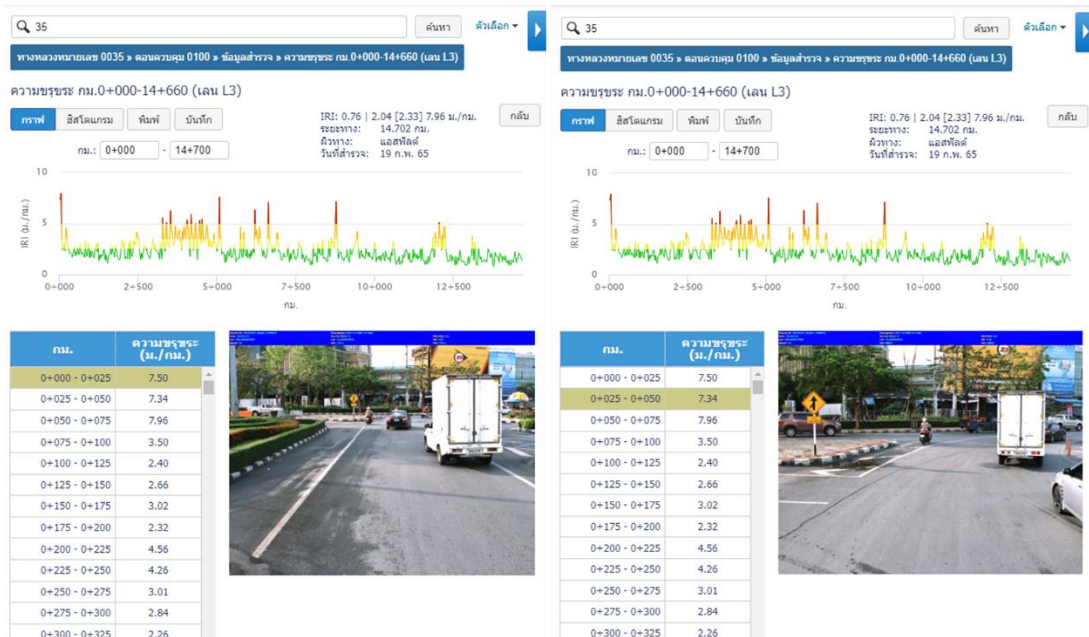 35
ค้นหา
ตัวเลือก
ทางหลวงหมายเลข 0035 » ตอนควบคุม 0100 » ข้อมูลสำรวจ » ความขรุขระ กม.0+000-14+660 (เลน L3)
ความขรุขระ กม.0+000-14+660 (เลน L3)
กราฟ ฮิสโตแกรม พิมพ์ บันทึก
กม.: 0+000 - 14+700
IRI: 0.76 | 2.04 [2.33] 7.96 ม./กม.
ระยะทาง: 14.702 กม.
ผิวทาง: แอสฟัลต์
วันที่สำรวจ: 19 ก.พ. 65
กลับ
10
5
0
IRI (ม./กม.)
0+000 2+500 5+000 7+500 10+000 12+500
กม.
กม. ความขรุขระ (ม./กม.)
0+000 - 0+025 7.50
0+025 - 0+050 7.34
0+050 - 0+075 7.96
0+075 - 0+100 3.50
0+100 - 0+125 2.40
0+125 - 0+150 2.66
0+150 - 0+175 3.02
0+175 - 0+200 2.32
0+200 - 0+225 4.56
0+225 - 0+250 4.26
0+250 - 0+275 3.01
0+275 - 0+300 2.84
0+300 - 0+325 2.26
35
ค้นหา
ตัวเลือก
ทางหลวงหมายเลข 0035 » ตอนควบคุม 0100 » ข้อมูลสำรวจ » ความขรุขระ กม.0+000-14+660 (เลน L3)
ความขรุขระ กม.0+000-14+660 (เลน L3)
กราฟ ฮิสโตแกรม พิมพ์ บันทึก
กม.: 0+000 - 14+700
IRI: 0.76 | 2.04 [2.33] 7.96 ม./กม.
ระยะทาง: 14.702 กม.
ผิวทาง: แอสฟัลต์
วันที่สำรวจ: 19 ก.พ. 65
กลับ
10
5
0
IRI (ม./กม.)
0+000 2+500 5+000 7+500 10+000 12+500
กม.
กม. ความขรุขระ (ม./กม.)
0+000 - 0+025 7.50
0+025 - 0+050 7.34
0+050 - 0+075 7.96
0+075 - 0+100 3.50
0+100 - 0+125 2.40
0+125 - 0+150 2.66
0+150 - 0+175 3.02
0+175 - 0+200 2.32
0+200 - 0+225 4.56
0+225 - 0+250 4.26
0+250 - 0+275 3.01
0+275 - 0+300 2.84
0+300 - 0+325 2.26